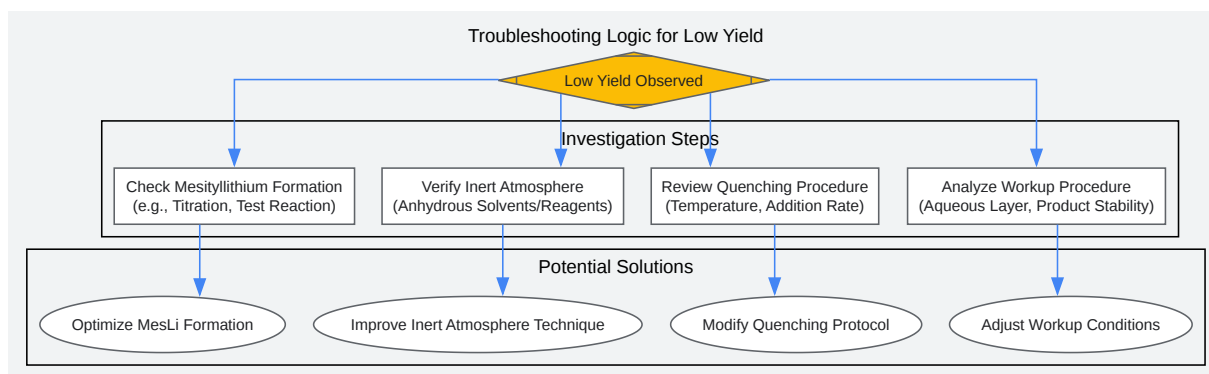 Troubleshooting Logic for Low Yield
Low Yield Observed
Investigation Steps
Check Mesityllithium Formation
(e.g., Titration, Test Reaction)
Verify Inert Atmosphere
(Anhydrous Solvents/Reagents)
Review Quenching Procedure
(Temperature, Addition Rate)
Analyze Workup Procedure
(Aqueous Layer, Product Stability)
Potential Solutions
Optimize MesLi Formation
Improve Inert Atmosphere Technique
Modify Quenching Protocol
Adjust Workup Conditions